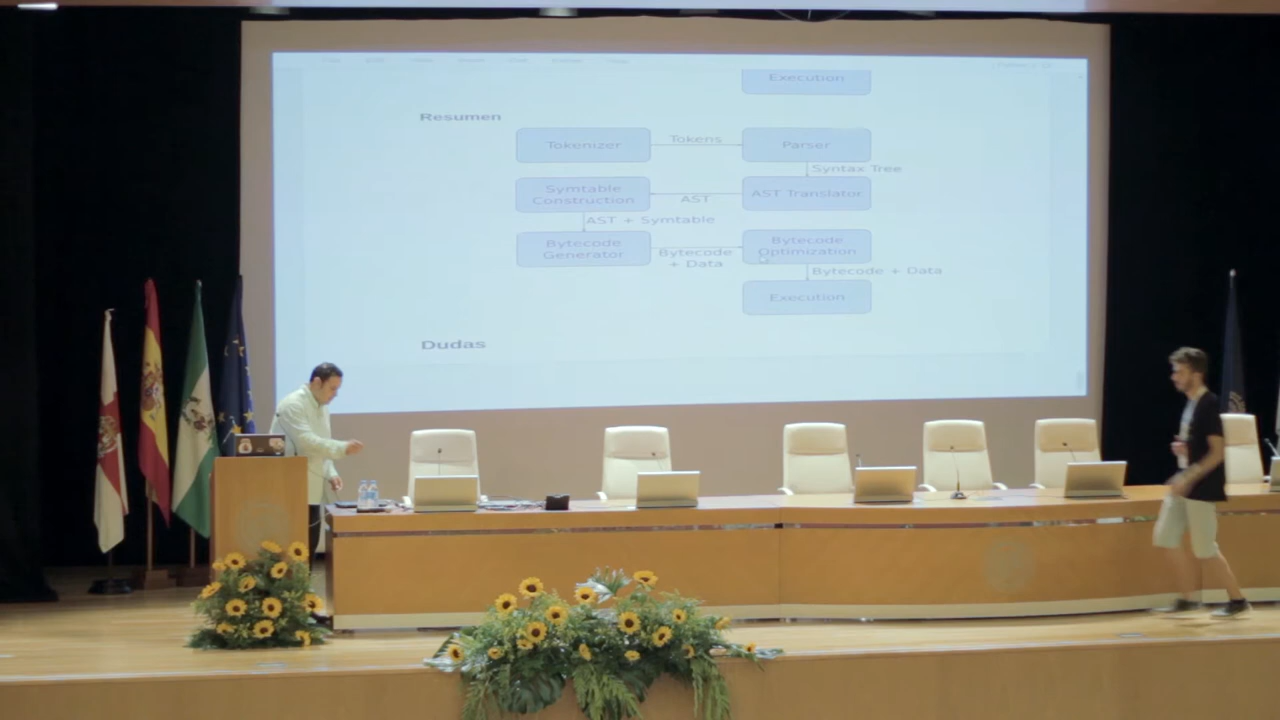 Execution
Resumen
Tokenizer
Tokens
Parser
Syntax Tree
Symtable
Construction
AST
AST Translator
AST + Symtable
Bytecode
Generator
Bytecode
+ Data
Bytecode
Optimization
Bytecode + Data
Execution
Dudas